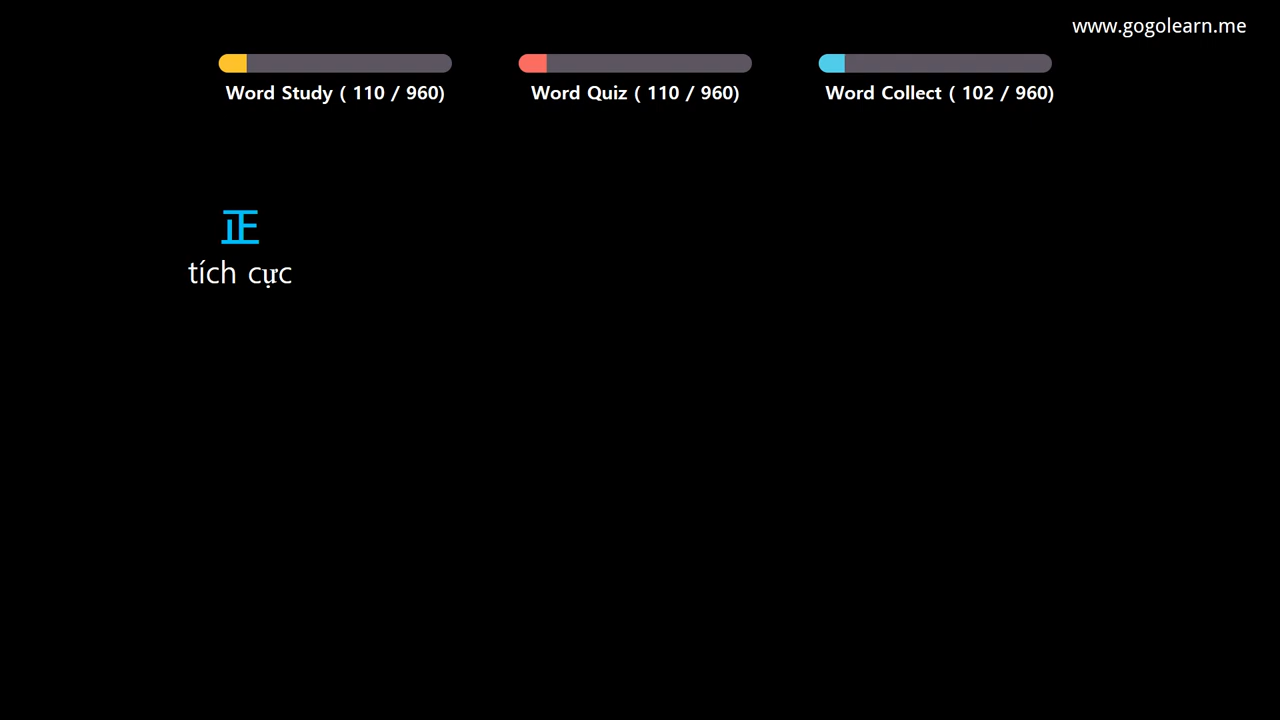 www.gogolearn.me
Word Study ( 110 / 960)
Word Quiz ( 110 / 960)
Word Collect ( 102 / 960)
正
tích cực